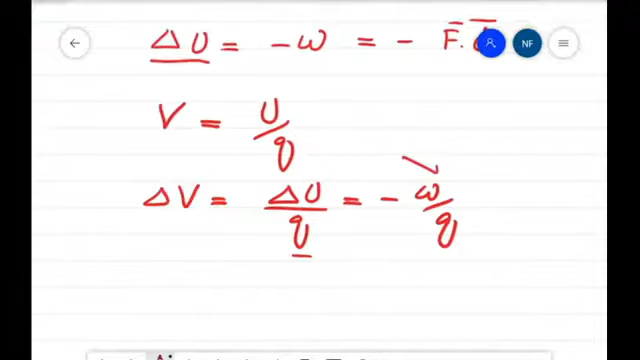 ΔU = -W = - F̄.
NF
V = U/q
ΔV = ΔU/q = - W/q